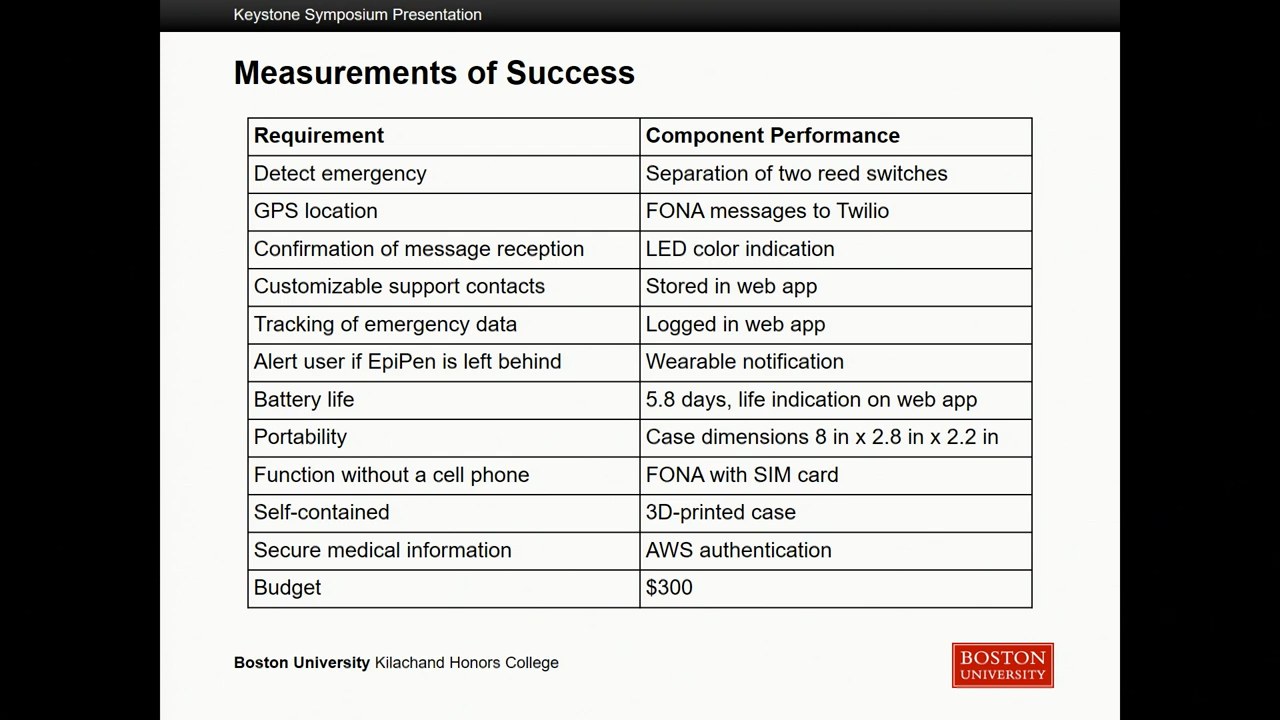 Keystone Symposium Presentation
Measurements of Success
Requirement Component Performance
Detect emergency Separation of two reed switches
GPS location FONA messages to Twilio
Confirmation of message reception LED color indication
Customizable support contacts Stored in web app
Tracking of emergency data Logged in web app
Alert user if EpiPen is left behind Wearable notification
Battery life 5.8 days, life indication on web app
Portability Case dimensions 8 in x 2.8 in x 2.2 in
Function without a cell phone FONA with SIM card
Self-contained 3D-printed case
Secure medical information AWS authentication
Budget $300
Boston University Kilachand Honors College
BOSTON
UNIVERSITY